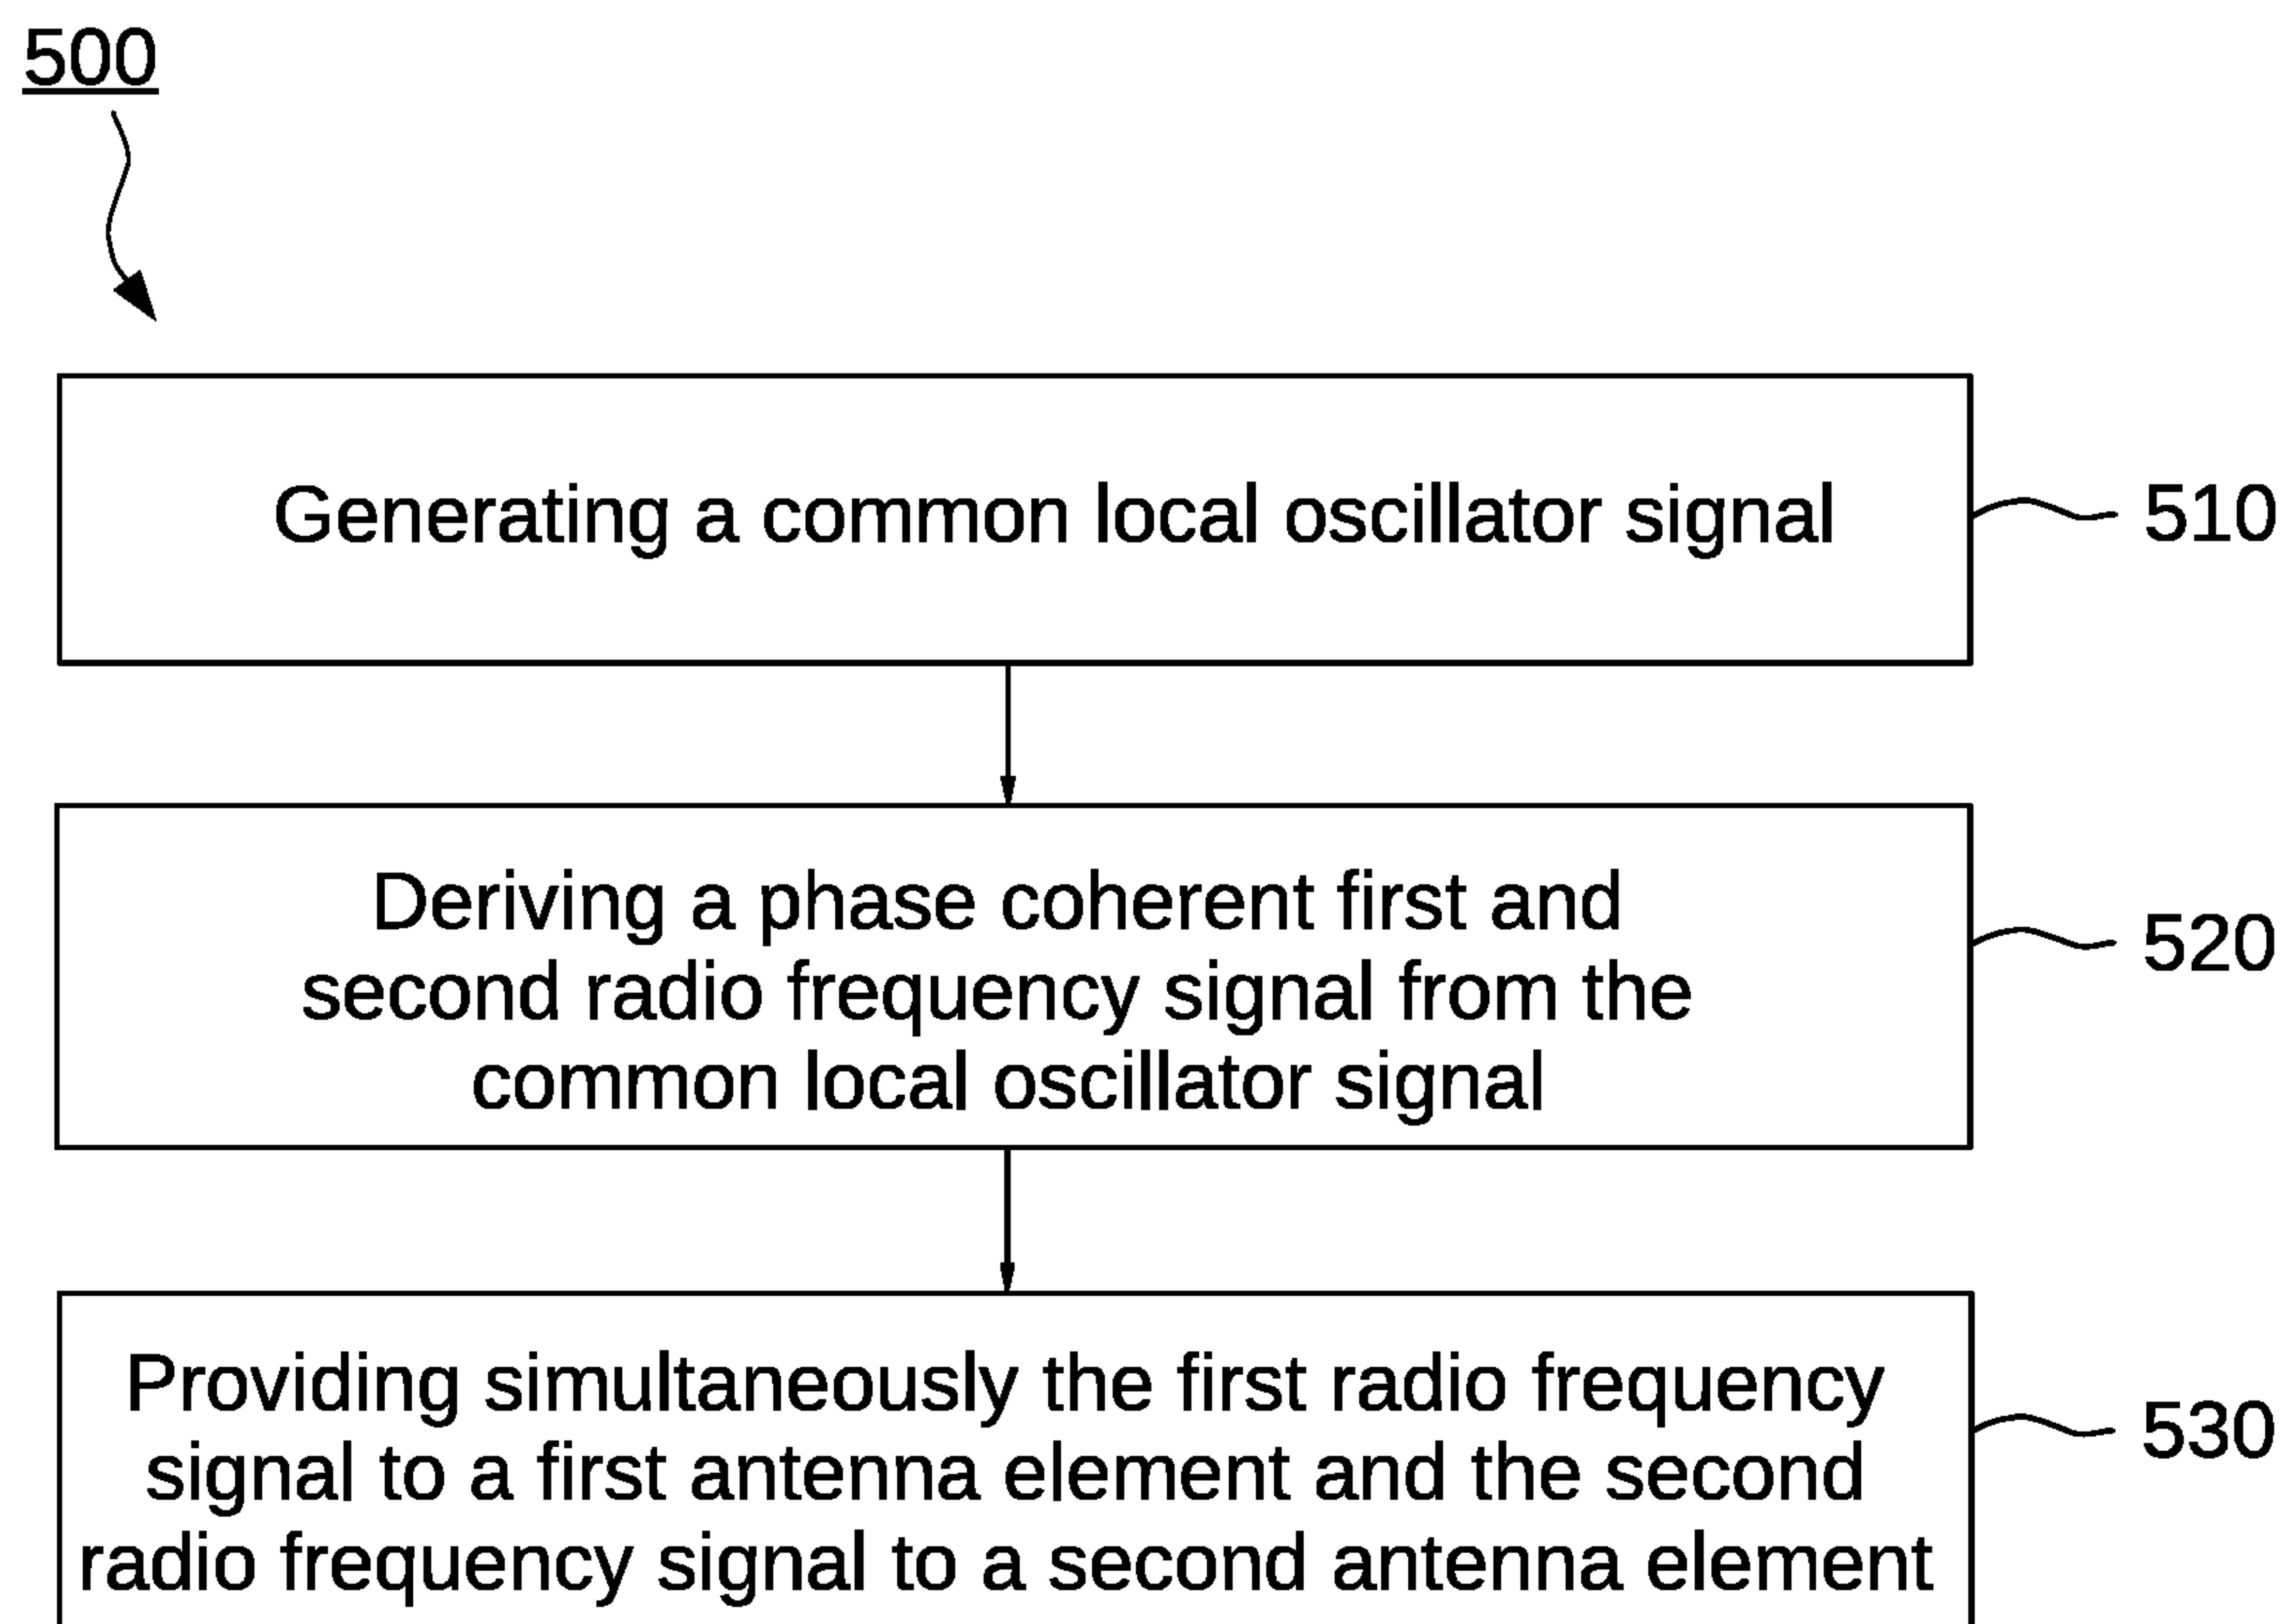 500
Generating a common local oscillator signal
510
Deriving a phase coherent first and
second radio frequency signal from the
common local oscillator signal
520
Providing simultaneously the first radio frequency
signal to a first antenna element and the second
radio frequency signal to a second antenna element
530